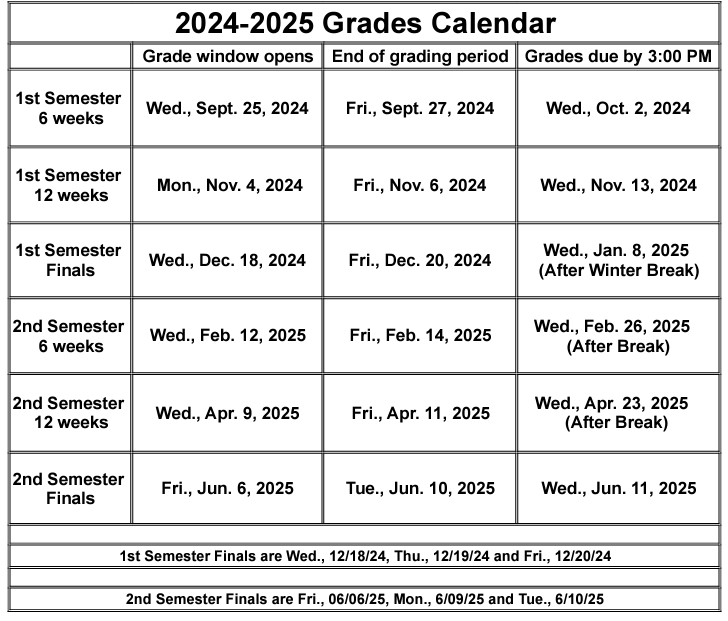 2024-2025 Grades Calendar
Grade window opens End of grading period Grades due by 3:00 PM
1st Semester
6 weeks
Wed., Sept. 25, 2024
Fri., Sept. 27, 2024
Wed., Oct. 2, 2024
1st Semester
12 weeks
Mon., Nov. 4, 2024
Fri., Nov. 6, 2024
Wed., Nov. 13, 2024
1st Semester
Finals
Wed., Dec. 18, 2024
Fri., Dec. 20, 2024
Wed., Jan. 8, 2025
(After Winter Break)
2nd Semester
6 weeks
Wed., Feb. 12, 2025
Fri., Feb. 14, 2025
Wed., Feb. 26, 2025
(After Break)
2nd Semester
12 weeks
Wed., Apr. 9, 2025
Fri., Apr. 11, 2025
Wed., Apr. 23, 2025
(After Break)
2nd Semester
Finals
Fri., Jun. 6, 2025
Tue., Jun. 10, 2025
Wed., Jun. 11, 2025
1st Semester Finals are Wed., 12/18/24, Thu., 12/19/24 and Fri., 12/20/24
2nd Semester Finals are Fri., 06/06/25, Mon., 6/09/25 and Tue., 6/10/25